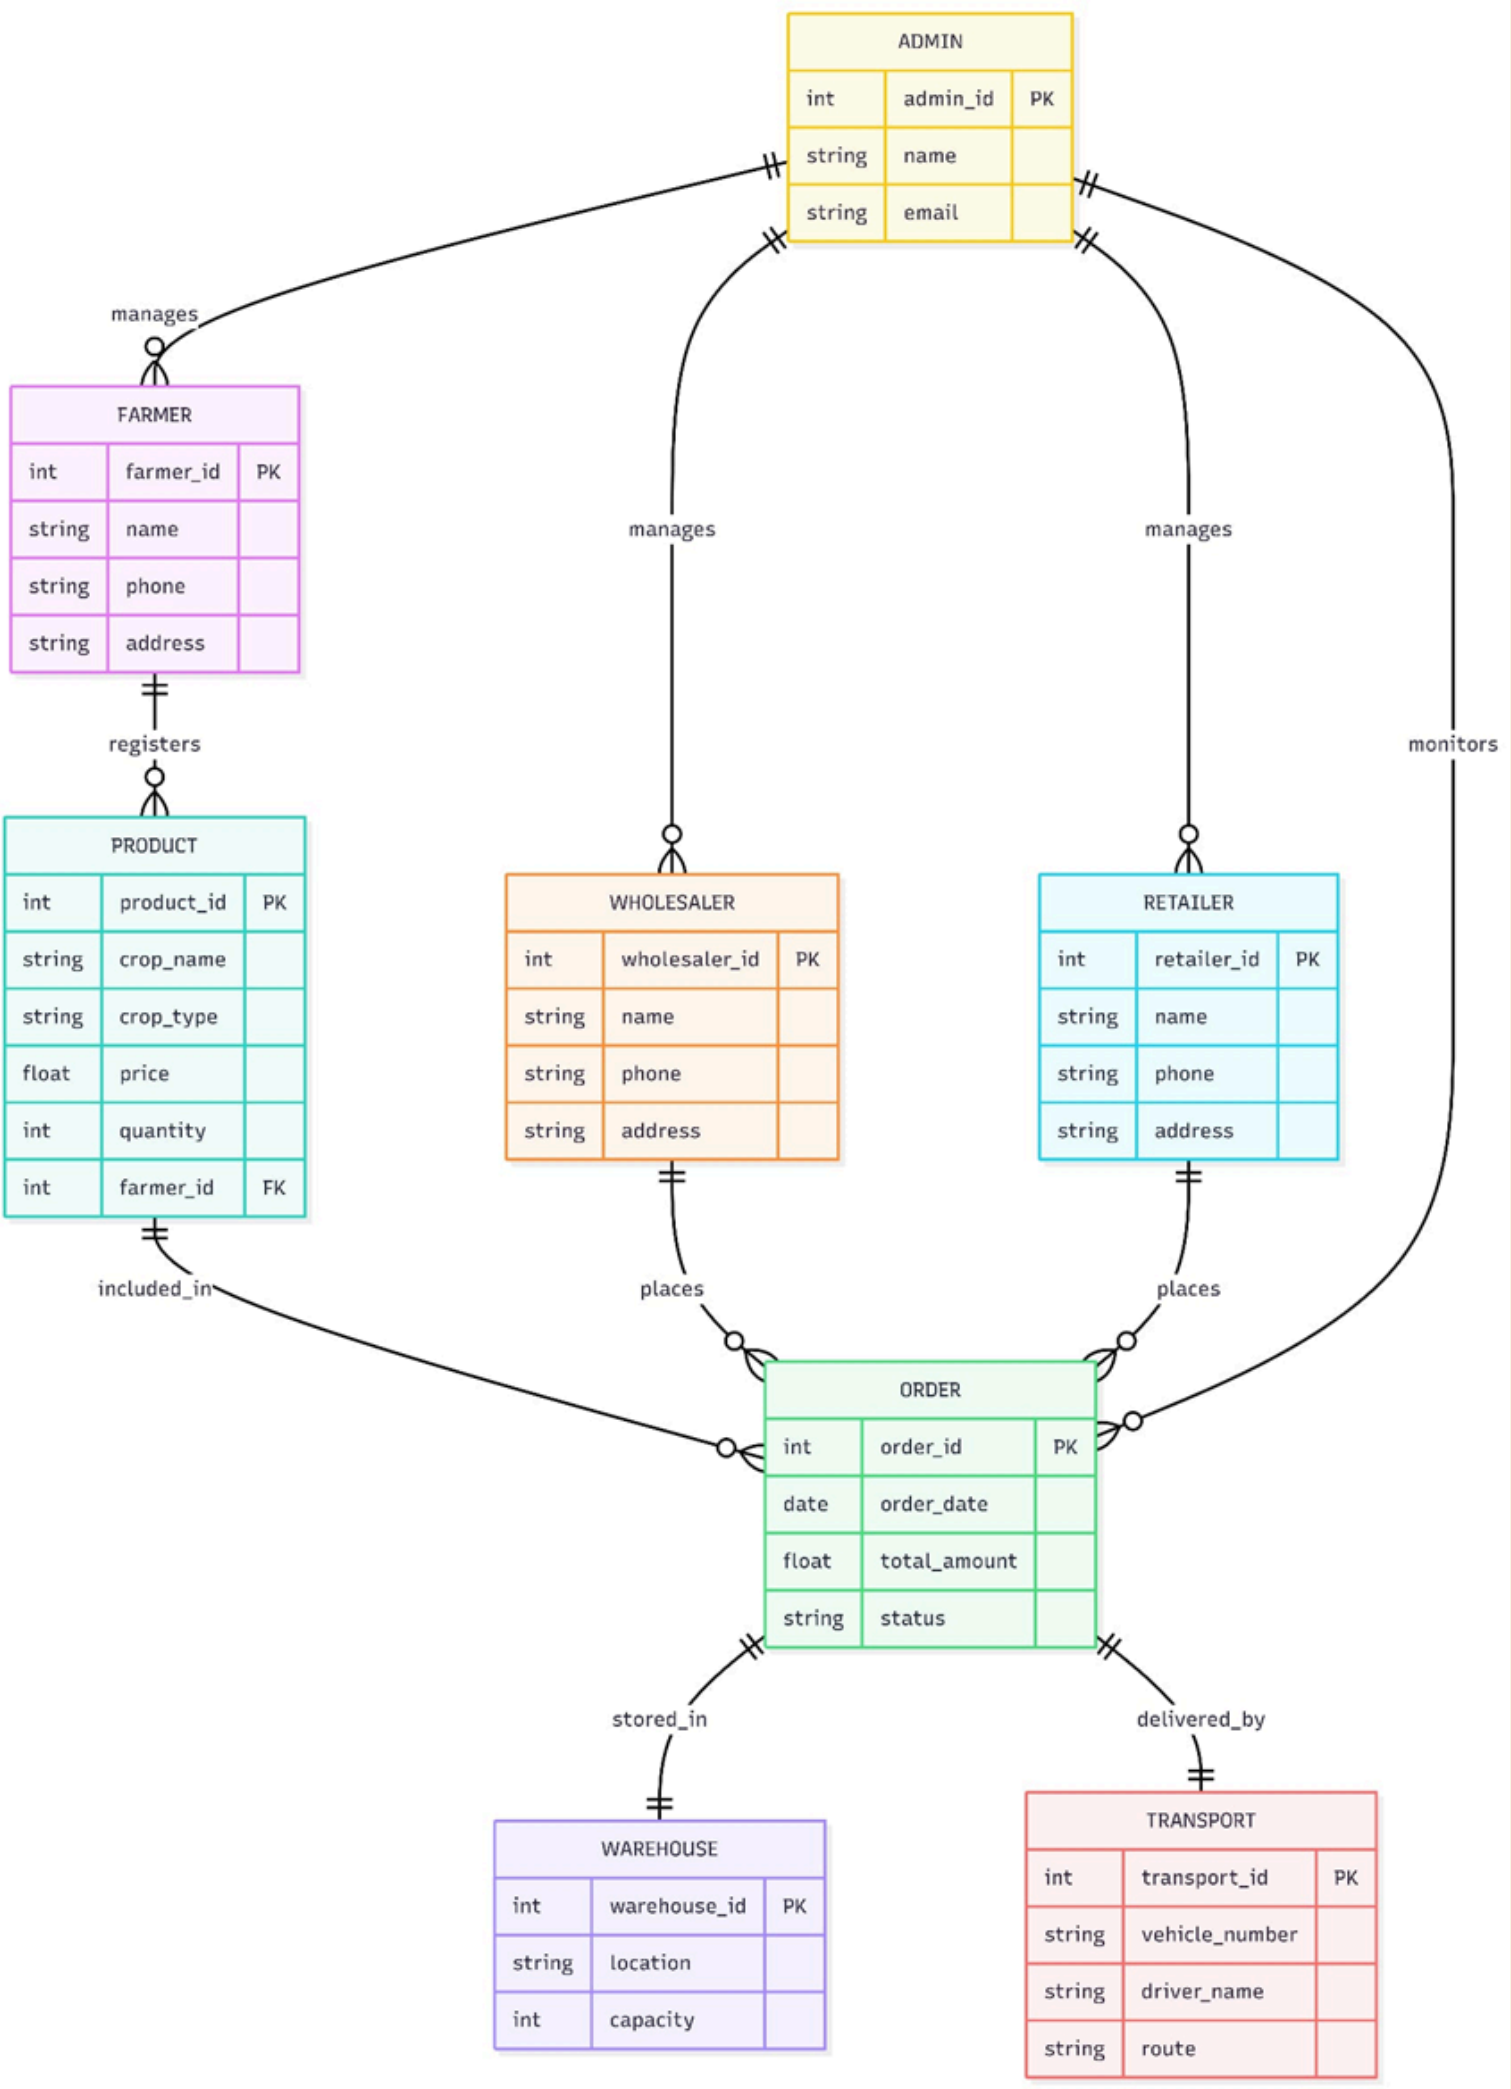 ADMIN
int admin_id PK
string name
string email
manages
FARMER
int farmer_id PK
string name
string phone
string address
manages
manages
registers
monitors
PRODUCT
int product_id PK
string crop_name
string crop_type
float price
int quantity
int farmer_id FK
WHOLESALER
int wholesaler_id PK
string name
string phone
string address
RETAILER
int retailer_id PK
string name
string phone
string address
included_in
places
places
ORDER
int order_id PK
date order_date
float total_amount
string status
stored_in
delivered_by
WAREHOUSE
int warehouse_id PK
string location
int capacity
TRANSPORT
int transport_id PK
string vehicle_number
string driver_name
string route